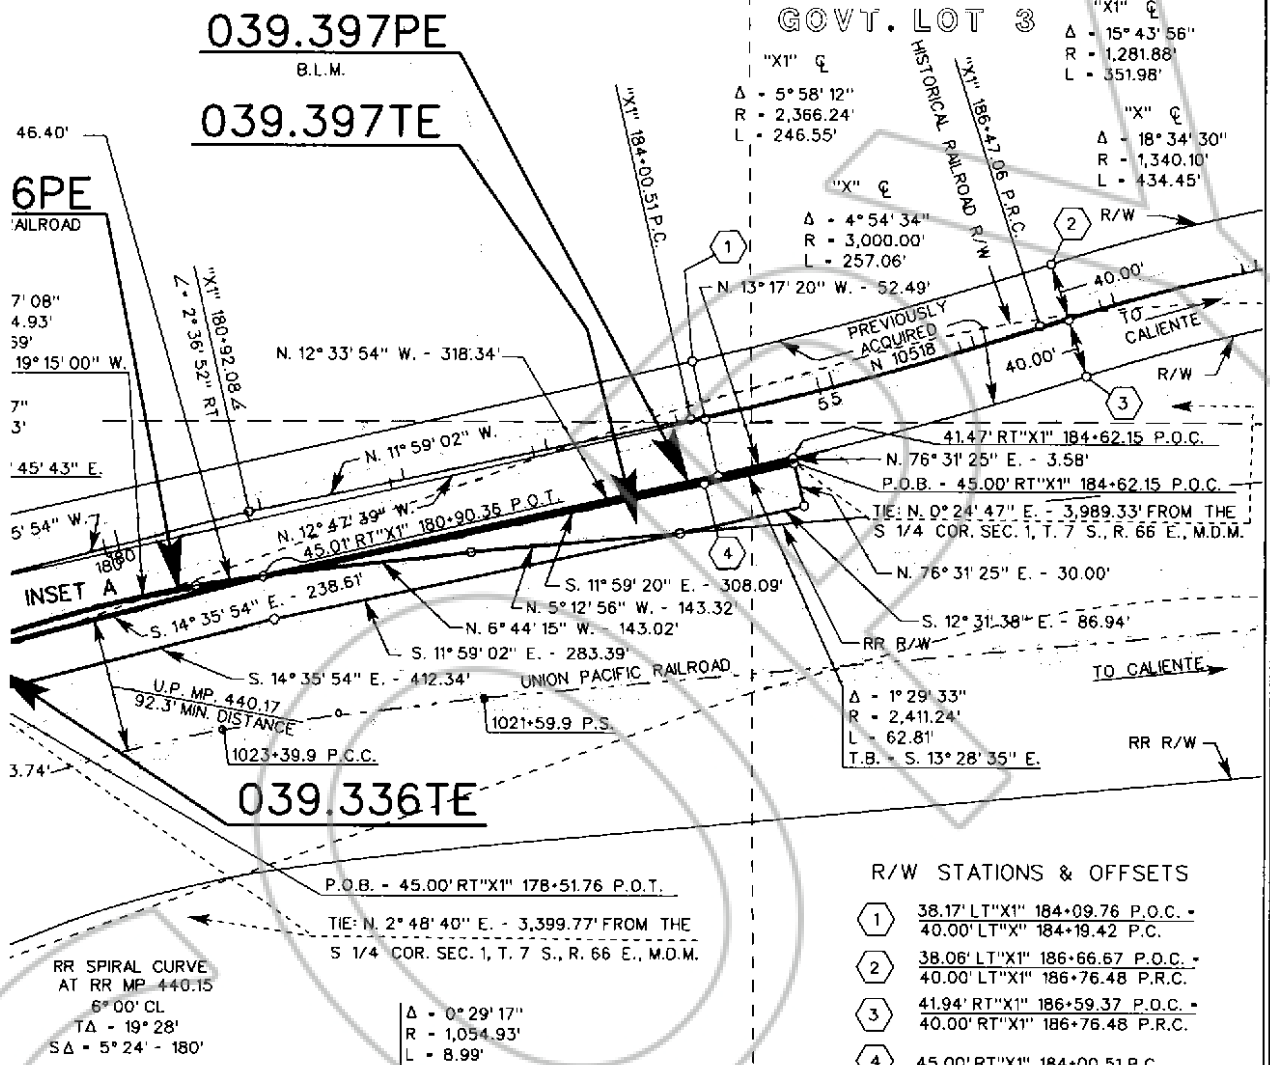 039.397PE
B.L.M.
039.397TE
GOVT. LOT 3
"X1" ℄
Δ - 5° 58' 12"
R - 2,366.24'
L - 246.55'
"X1" ℄
Δ - 15° 43' 56"
R - 1,281.88'
L - 351.98'
"X" ℄
Δ - 18° 34' 30"
R - 1,340.10'
L - 434.45'
"X" ℄
Δ - 4° 54' 34"
R - 3,000.00'
L - 257.06'
46.40'
6PE
AILROAD
7' 08"
4.93'
59'
19° 15' 00" W.
7"
3'
45' 43" E.
5' 54" W.
"X1" 180+92.08
∠ - 2° 36' 52" RT
"X1" 184+00.51 P.C.
HISTORICAL RAILROAD R/W
"X1" 186+47.06 P.R.C.
1
2
R/W
40.00'
TO
CALIENTE
N. 13° 17' 20" W. - 52.49'
PREVIOUSLY
ACQUIRED
N 10518
N. 12° 33' 54" W. - 318.34'
40.00'
R/W
3
55
N. 11° 59' 02" W.
41.47' RT "X1" 184+62.15 P.O.C.
N. 76° 31' 25" E. - 3.58'
P.O.B. - 45.00' RT "X1" 184+62.15 P.O.C.
TIE: N. 0° 24' 47" E. - 3,989.33' FROM THE
S 1/4 COR. SEC. 1, T. 7 S., R. 66 E., M.D.M.
N. 12° 47' 39" W.
45.01' RT "X1" 180+90.36 P.O.T.
180
INSET A
4
N. 76° 31' 25" E. - 30.00'
S. 14° 35' 54" E. - 238.61'
S. 11° 59' 20" E. - 308.09'
N. 5° 12' 56" W. - 143.32
S. 12° 31' 38" E. - 86.94'
N. 6° 44' 15" W. - 143.02'
RR R/W
S. 11° 59' 02" E. - 283.39'
S. 14° 35' 54" E. - 412.34'
UNION PACIFIC RAILROAD
TO CALIENTE
U.P. MP. 440.17
92.3' MIN. DISTANCE
Δ - 1° 29' 33"
R - 2,411.24'
L - 62.81'
T.B. - S. 13° 28' 35" E.
1021+59.9 P.S.
1023+39.9 P.C.C.
RR R/W
3.74'
039.336TE
P.O.B. - 45.00' RT "X1" 178+51.76 P.O.T.
TIE: N. 2° 48' 40" E. - 3,399.77' FROM THE
S 1/4 COR. SEC. 1, T. 7 S., R. 66 E., M.D.M.
RR SPIRAL CURVE
AT RR MP 440.15
6° 00' CL
TΔ - 19° 28'
SΔ - 5° 24' - 180'
Δ - 0° 29' 17"
R - 1,054.93'
L - 8.99'
R/W STATIONS & OFFSETS
1
38.17' LT "X1" 184+09.76 P.O.C. -
40.00' LT "X" 184+19.42 P.C.
2
38.06' LT "X1" 186+66.67 P.O.C. -
40.00' LT "X1" 186+76.48 P.R.C.
3
41.94' RT "X1" 186+59.37 P.O.C. -
40.00' RT "X1" 186+76.48 P.R.C.
4
45.00' RT "X1" 184+00.51 P.C.